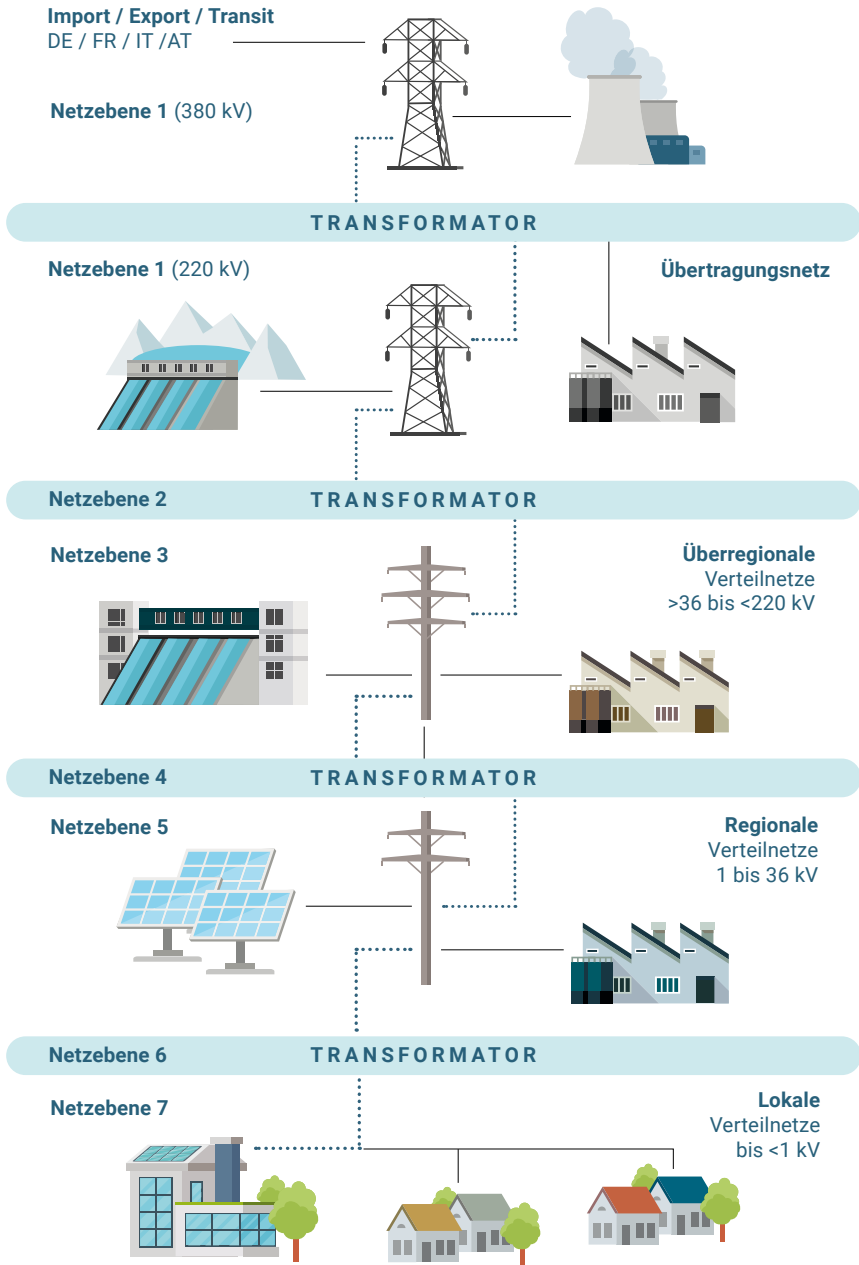 Import / Export / Transit
DE / FR / IT /AT
Netzebene 1 (380 kV)
TRANSFORMATOR
Netzebene 1 (220 kV)
Übertragungsnetz
Netzebene 2
TRANSFORMATOR
Netzebene 3
Überregionale
Verteilnetze
>36 bis <220 kV
Netzebene 4
TRANSFORMATOR
Netzebene 5
Regionale
Verteilnetze
1 bis 36 kV
Netzebene 6
TRANSFORMATOR
Netzebene 7
Lokale
Verteilnetze
bis <1 kV